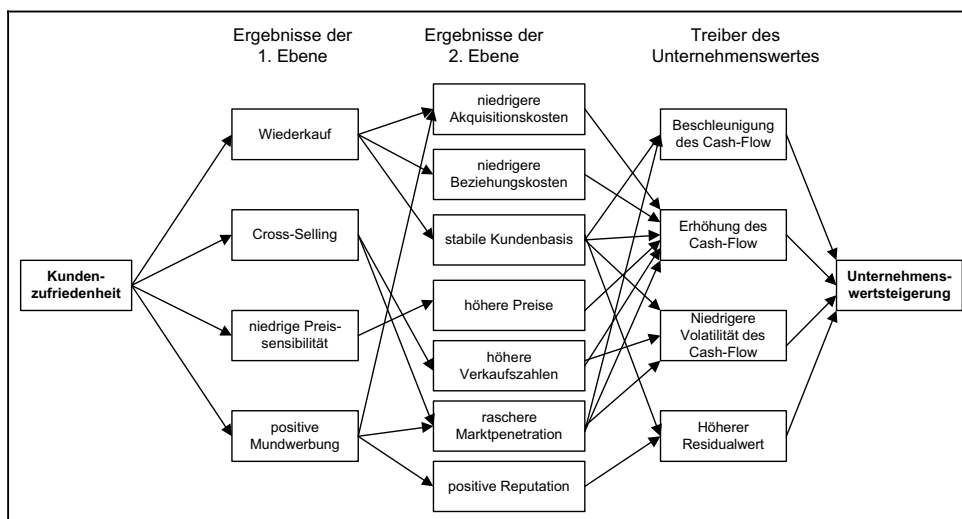 Ergebnisse der
1. Ebene
Ergebnisse der
2. Ebene
Treiber des
Unternehmenswertes
Kunden-
zufriedenheit
Wiederkauf
Cross-Selling
niedrige Preis-
sensibilität
positive
Mundwerbung
niedrigere
Akquisitionskosten
niedrigere
Beziehungskosten
stabile Kundenbasis
höhere Preise
höhere
Verkaufszahlen
raschere
Marktpenetration
positive Reputation
Beschleunigung
des Cash-Flow
Erhöhung des
Cash-Flow
Niedrigere
Volatilität des
Cash-Flow
Höherer
Residualwert
Unternehmens-
wertsteigerung